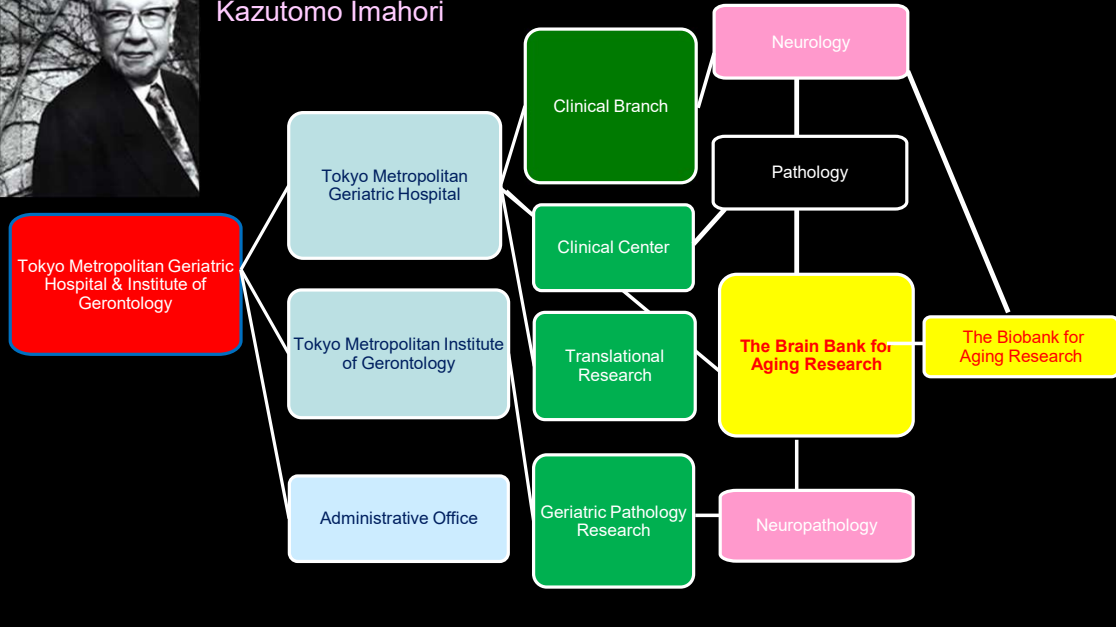 Kazutomo Imahori
Tokyo Metropolitan Geriatric
Hospital & Institute of
Gerontology
Tokyo Metropolitan
Geriatric Hospital
Tokyo Metropolitan Institute
of Gerontology
Administrative Office
Clinical Branch
Clinical Center
Translational
Research
Geriatric Pathology
Research
Neurology
Pathology
The Brain Bank for
Aging Research
Neuropathology
The Biobank for
Aging Research